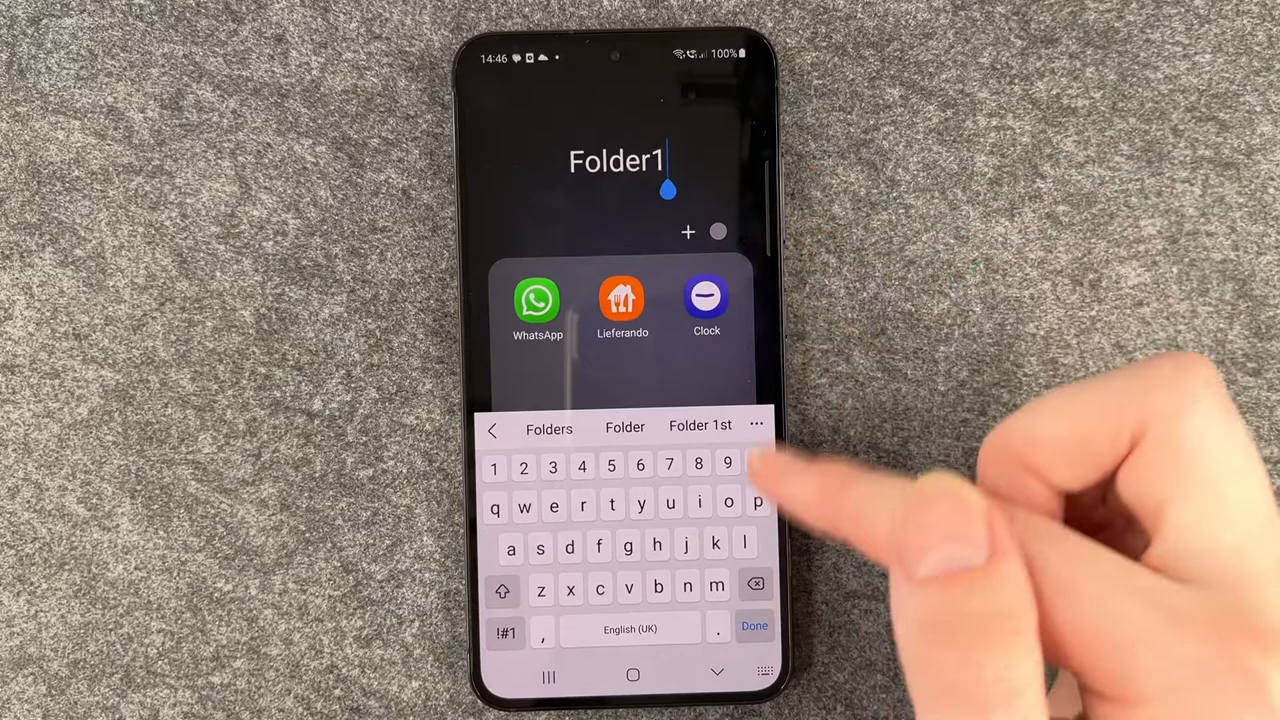 14:46 100%
Folder1
+
WhatsApp Lieferando Clock
Folders Folder Folder 1st ...
1 2 3 4 5 6 7 8 9
q w e r t y u i o p
a s d f g h j k l
z x c v b n m
!#1 , English (UK) . Done